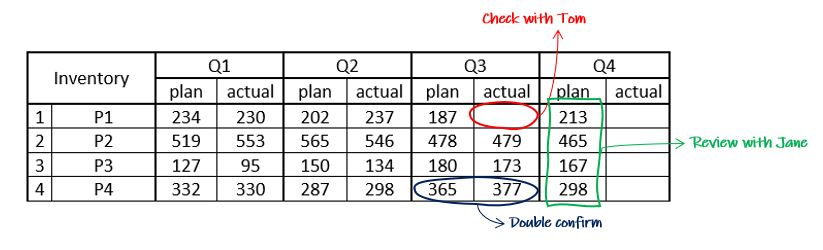 Check with Tom
Inventory Q1 Q2 Q3 Q4
plan actual plan actual plan actual plan actual
1 P1 234 230 202 237 187 213
2 P2 519 553 565 546 478 479 465
3 P3 127 95 150 134 180 173 167
4 P4 332 330 287 298 365 377 298
Review with Jane
Double confirm